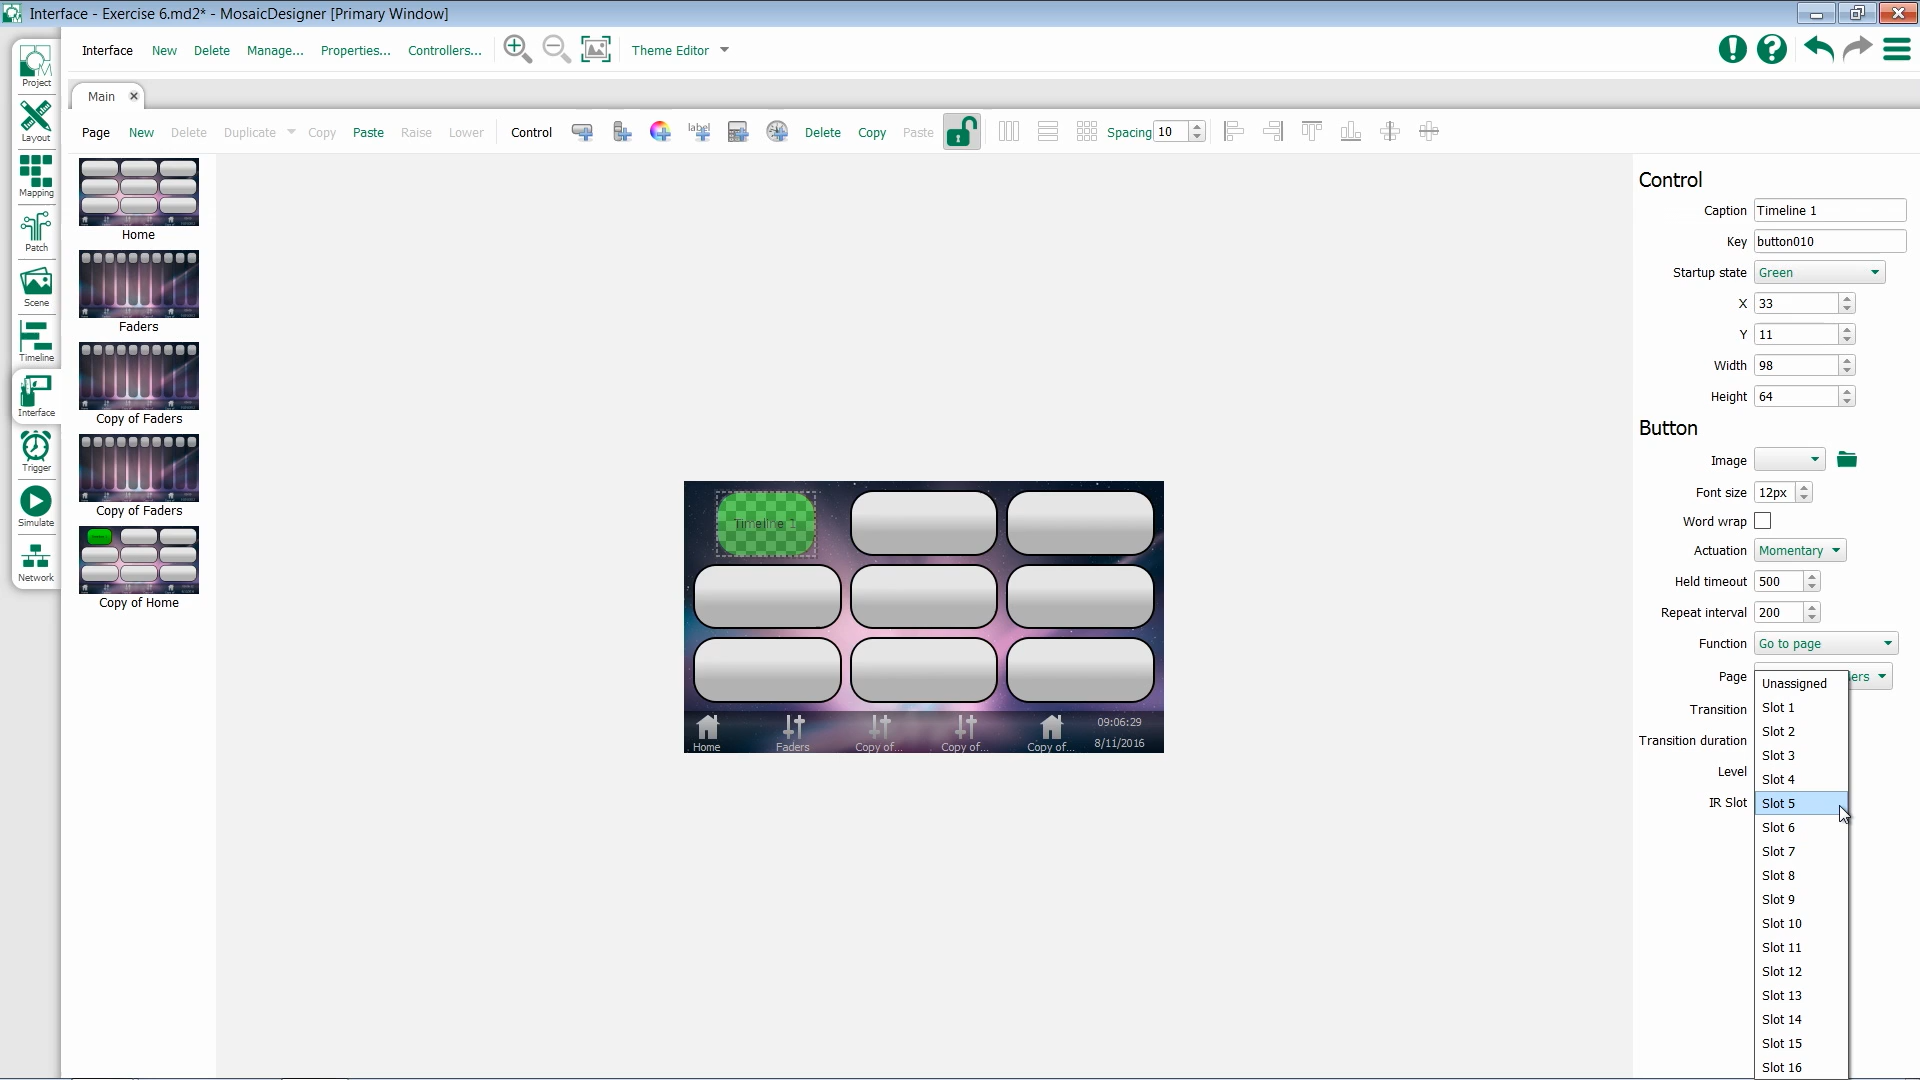 Interface - Exercise 6.md2* - MosaicDesigner [Primary Window]
Interface New Delete Manage... Properties... Controllers... Theme Editor
Project
Layout
Mapping
Patch
Scene
Timeline
Interface
Trigger
Simulate
Network
Main
Page New Delete Duplicate Copy Paste Raise Lower Control label Delete Copy Paste Spacing 10
Home
Faders
Copy of Faders
Copy of Faders
Copy of Home
Timeline 1
Home
Faders
Copy of...
Copy of...
Copy of...
09:06:29
8/11/2016
Control
Caption Timeline 1
Key button010
Startup state Green
X 33
Y 11
Width 98
Height 64
Button
Image
Font size 12px
Word wrap
Actuation Momentary
Held timeout 500
Repeat interval 200
Function Go to page
Page
Transition
Transition duration
Level
IR Slot
Unassigned
Slot 1
Slot 2
Slot 3
Slot 4
Slot 5
Slot 6
Slot 7
Slot 8
Slot 9
Slot 10
Slot 11
Slot 12
Slot 13
Slot 14
Slot 15
Slot 16